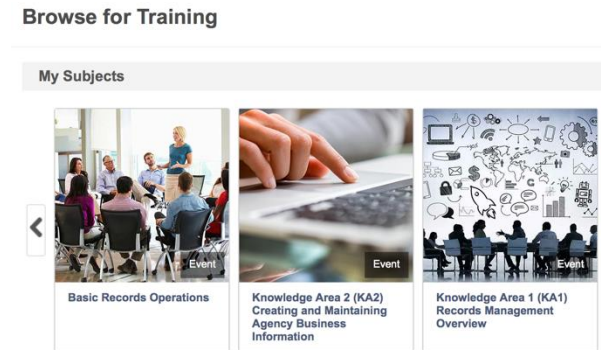 Browse for Training
My Subjects
Event
Event
Event
Basic Records Operations
Knowledge Area 2 (KA2)
Creating and Maintaining
Agency Business
Information
Knowledge Area 1 (KA1)
Records Management
Overview